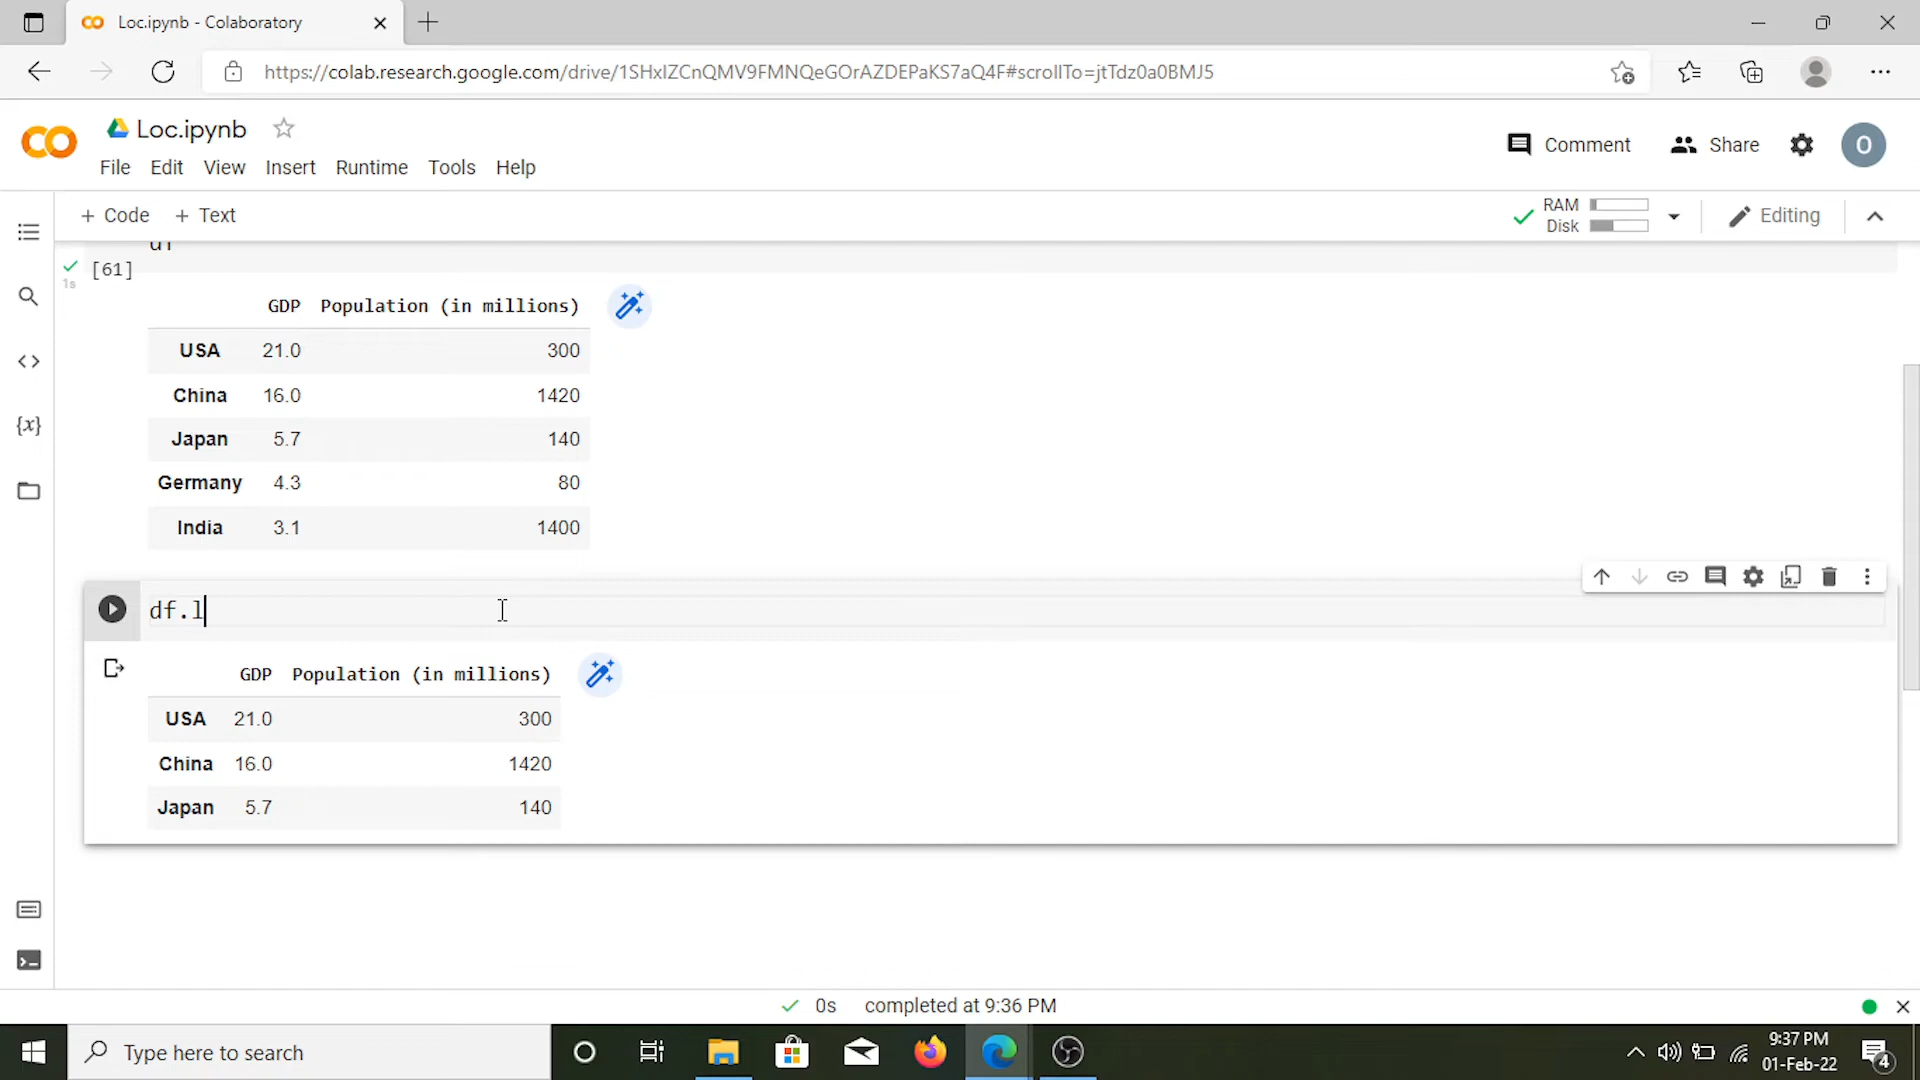 Loc.ipynb - Colaboratory
https://colab.research.google.com/drive/1SHxIZCnQMV9FMNQeGOrAZDEPaKS7aQ4F#scrollTo=jtTdz0a0BMJ5
Loc.ipynb
File Edit View Insert Runtime Tools Help
Comment Share O
+ Code + Text
RAM
Disk
Editing
df
[61]
1s
GDP Population (in millions)
USA 21.0 300
China 16.0 1420
Japan 5.7 140
Germany 4.3 80
India 3.1 1400
df.l
GDP Population (in millions)
USA 21.0 300
China 16.0 1420
Japan 5.7 140
0s completed at 9:36 PM
Type here to search
9:37 PM
01-Feb-22
4